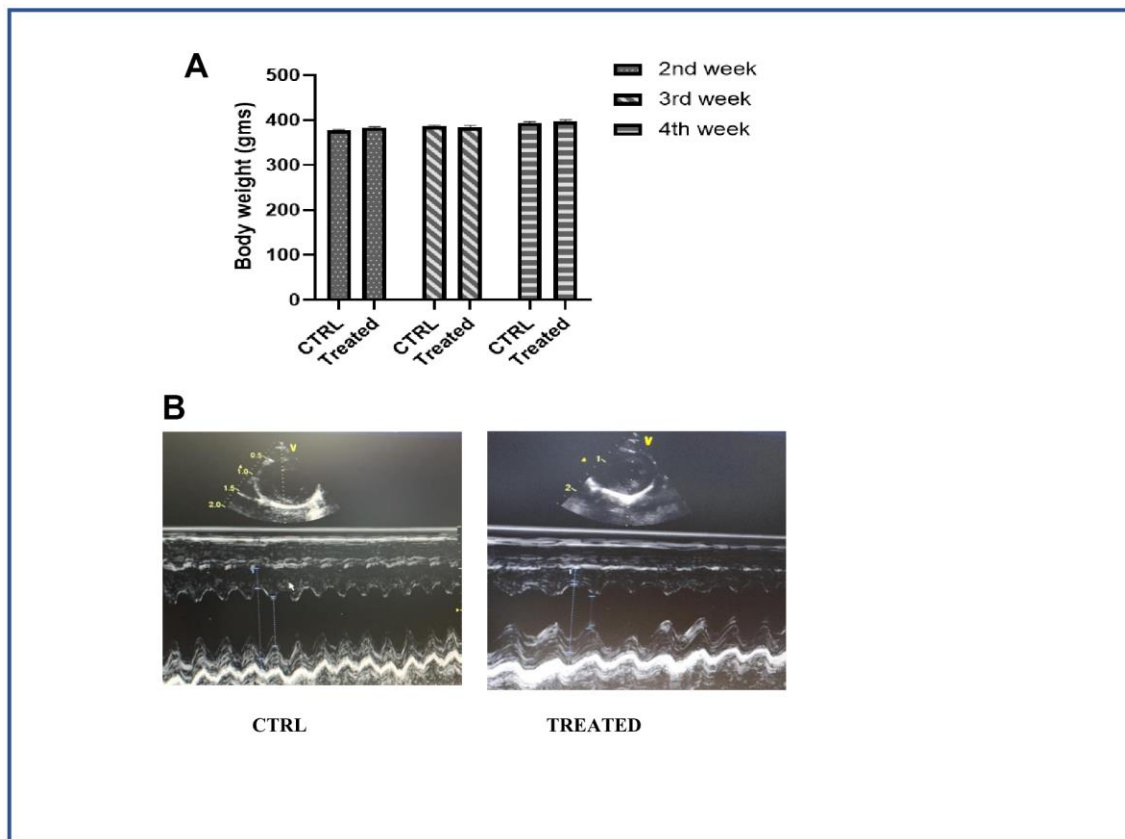 A
500
400
300
200
100
0
Body weight (gms)
CTRL
Treated
CTRL
Treated
CTRL
Treated
2nd week
3rd week
4th week
B
V
0.5
1.0
1.5
2.0
V
1
2
CTRL
TREATED